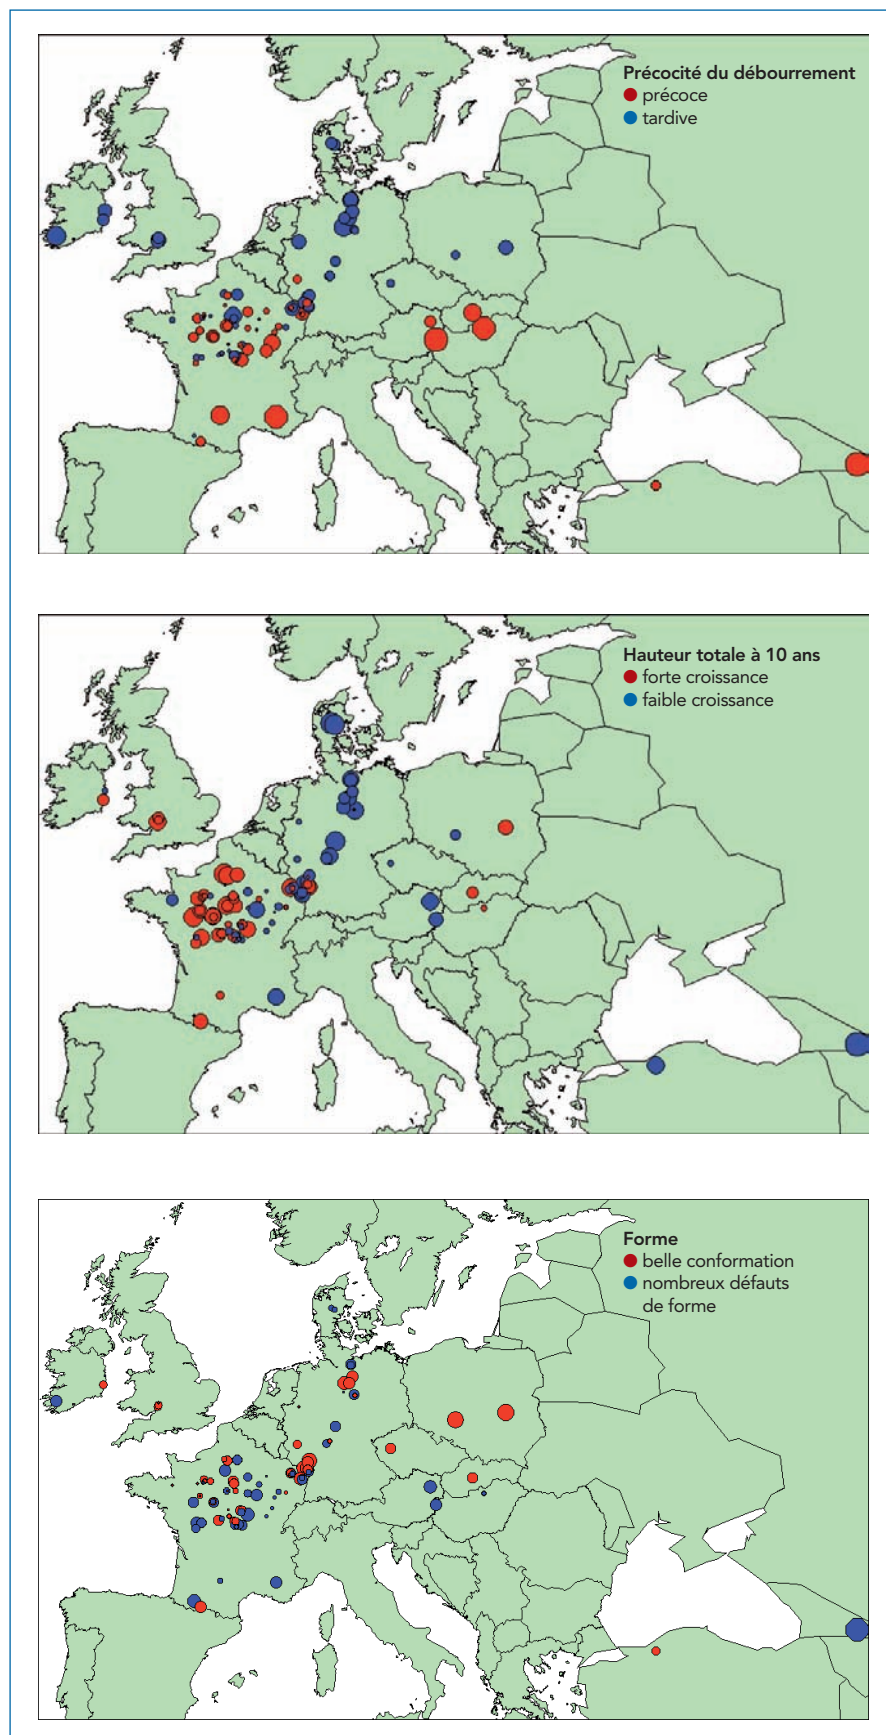 Précocité du débourrement
précoce
tardive
Hauteur totale à 10 ans
forte croissance
faible croissance
Forme
belle conformation
nombreux défauts
de forme